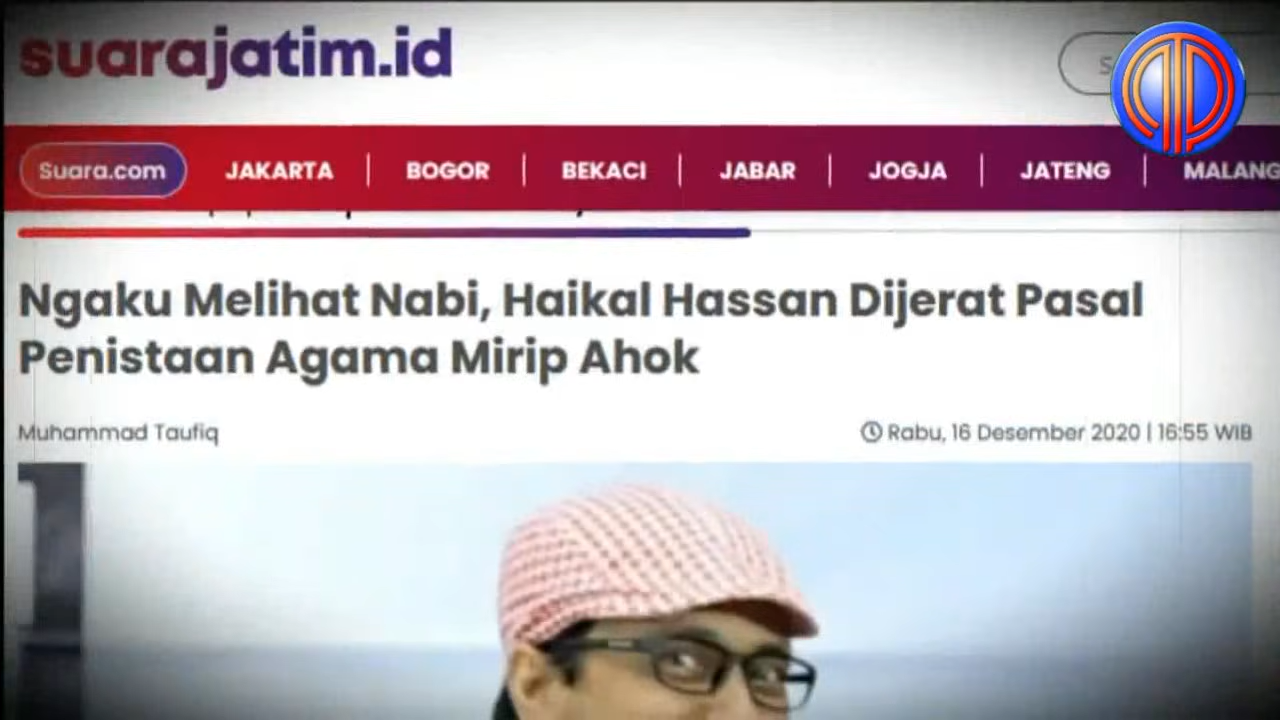 suarajatim.id
S
Suara.com JAKARTA | BOGOR | BEKACI | JABAR | JOGJA | JATENG | MALANG
Ngaku Melihat Nabi, Haikal Hassan Dijerat Pasal
Penistaan Agama Mirip Ahok
Muhammad Taufiq
Rabu, 16 Desember 2020 | 16:55 WIB